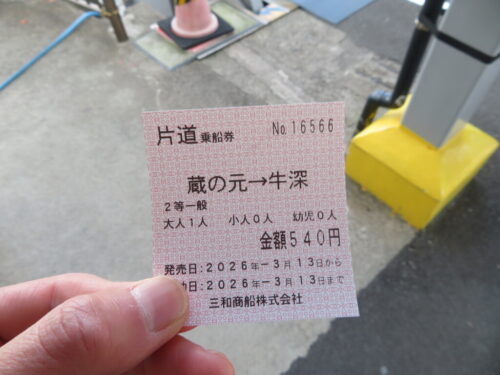 片道乗船券 No.16566
蔵の元→牛深
2等一般
大人1人 小人0人 幼児0人
金額540円
発売日:2026年-3月13日から
効日:2026年-3月13日まで
三和商船株式会社